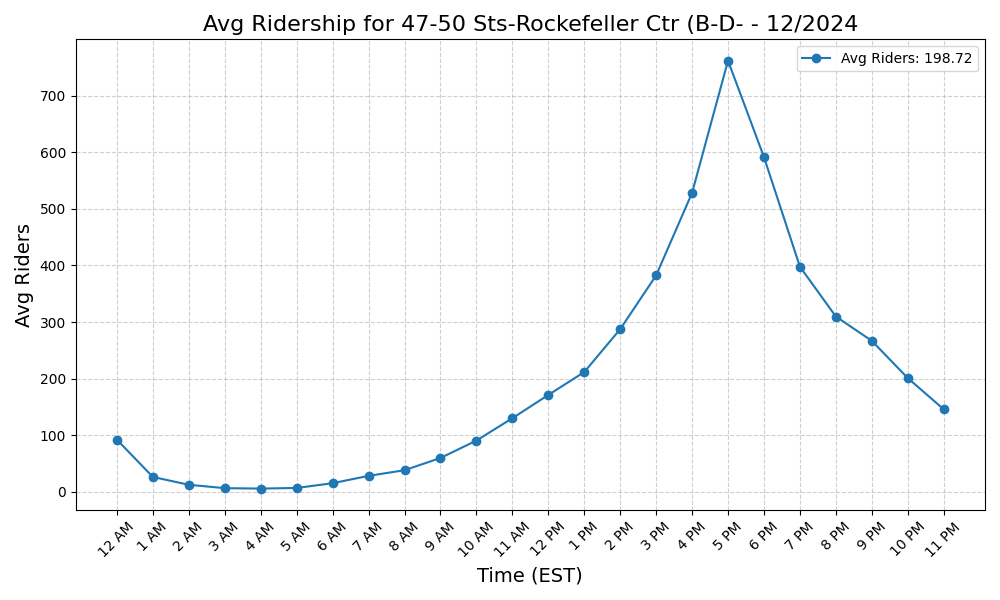 Avg Ridership for 47-50 Sts-Rockefeller Ctr (B-D- - 12/2024
Avg Riders: 198.72
Avg Riders
700
600
500
400
300
200
100
0
12 AM
1 AM
2 AM
3 AM
4 AM
5 AM
6 AM
7 AM
8 AM
9 AM
10 AM
11 AM
12 PM
1 PM
2 PM
3 PM
4 PM
5 PM
6 PM
7 PM
8 PM
9 PM
10 PM
11 PM
Time (EST)